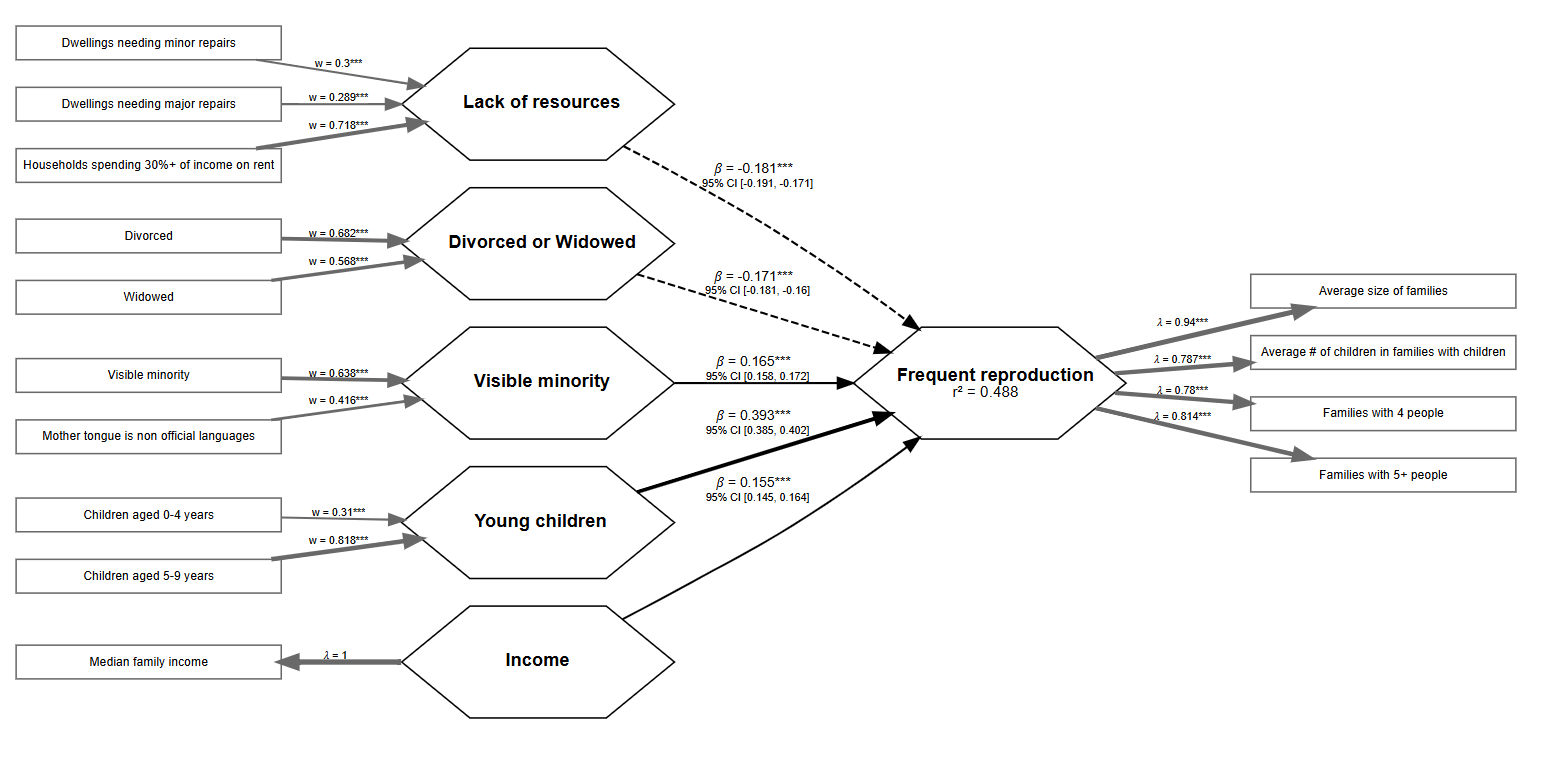 Dwellings needing minor repairs
w = 0.3***
Dwellings needing major repairs
w = 0.289***
w = 0.718***
Households spending 30%+ of income on rent
Lack of resources
Divorced
w = 0.682***
w = 0.568***
Widowed
Divorced or Widowed
Visible minority
w = 0.638***
w = 0.416***
Mother tongue is non official languages
Visible minority
Children aged 0-4 years
w = 0.31***
w = 0.818***
Children aged 5-9 years
Young children
Median family income
λ = 1
Income
β = -0.181***
95% CI [-0.191, -0.171]
β = -0.171***
95% CI [-0.181, -0.16]
β = 0.165***
95% CI [0.158, 0.172]
β = 0.393***
95% CI [0.385, 0.402]
β = 0.155***
95% CI [0.145, 0.164]
Frequent reproduction
r² = 0.488
λ = 0.94***
Average size of families
λ = 0.787***
Average # of children in families with children
λ = 0.78***
Families with 4 people
λ = 0.814***
Families with 5+ people